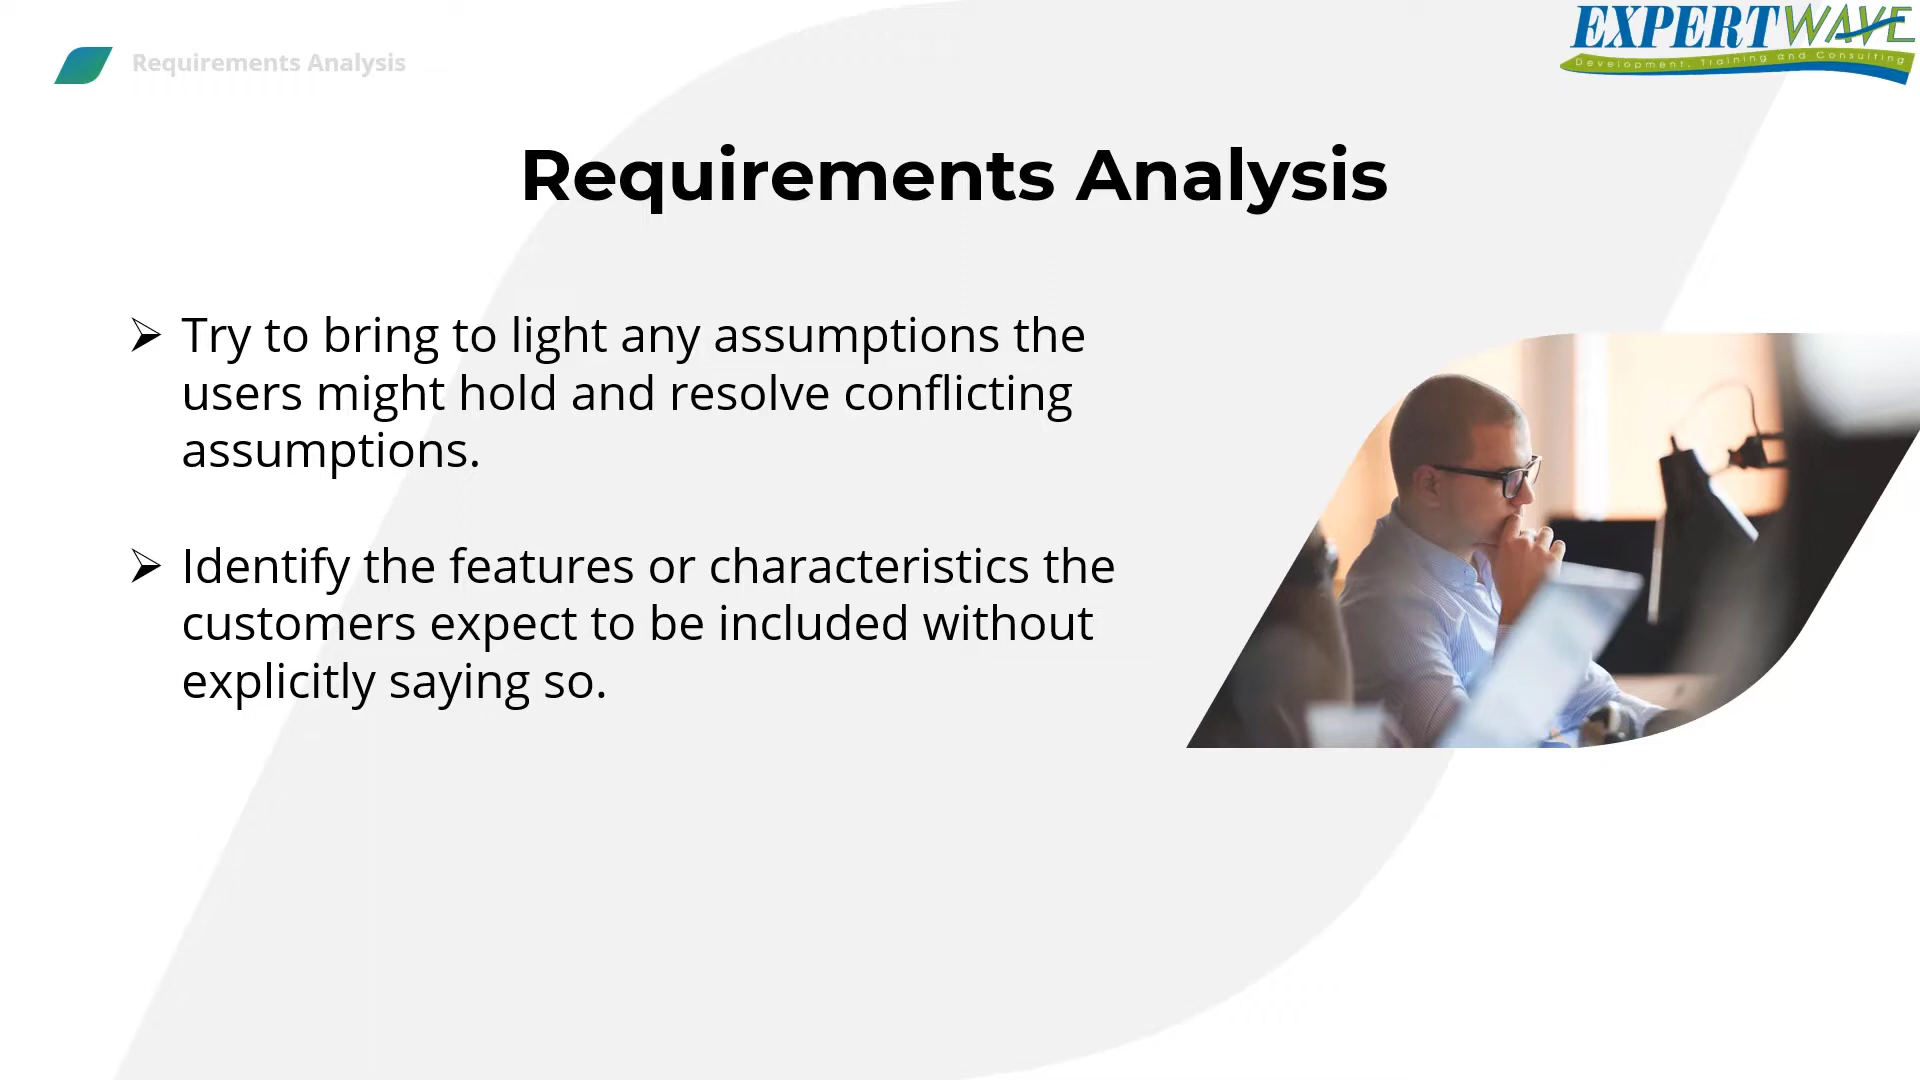 Requirements Analysis
EXPERTWAVE
Development, Training and Consulting
Requirements Analysis
➢ Try to bring to light any assumptions the
users might hold and resolve conflicting
assumptions.
➢ Identify the features or characteristics the
customers expect to be included without
explicitly saying so.